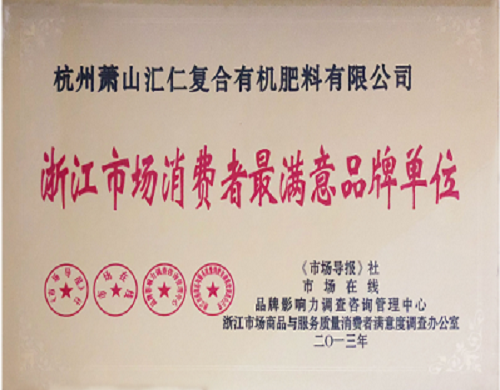 杭州萧山汇仁复合有机肥料有限公司
浙江市场消费者最满意品牌单位
《市场导报》社
市场在线
品牌影响力调查咨询管理中心
浙江市场商品与服务质量消费者满意度调查办公室
二〇一三年